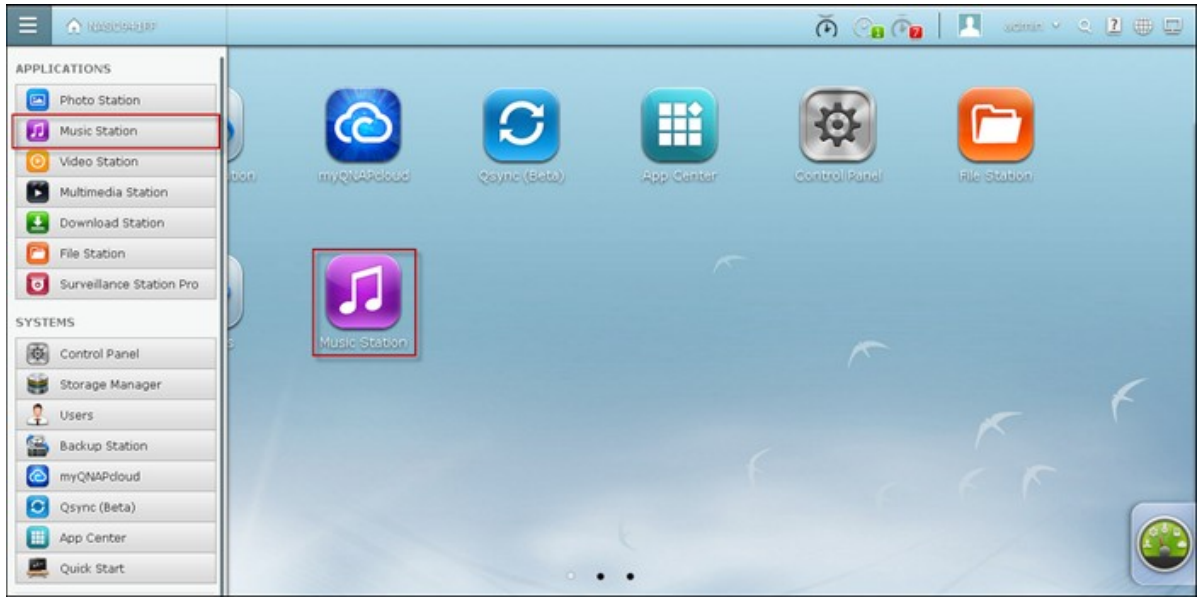 admin
APPLICATIONS
Photo Station
Music Station
Video Station
Multimedia Station
Download Station
File Station
Surveillance Station Pro
SYSTEMS
Control Panel
Storage Manager
Users
Backup Station
myQNAPcloud
Qsync (Beta)
App Center
Quick Start
myQNAPcloud
Qsync (Beta)
App Center
Control Panel
File Station
Music Station
1
7
?